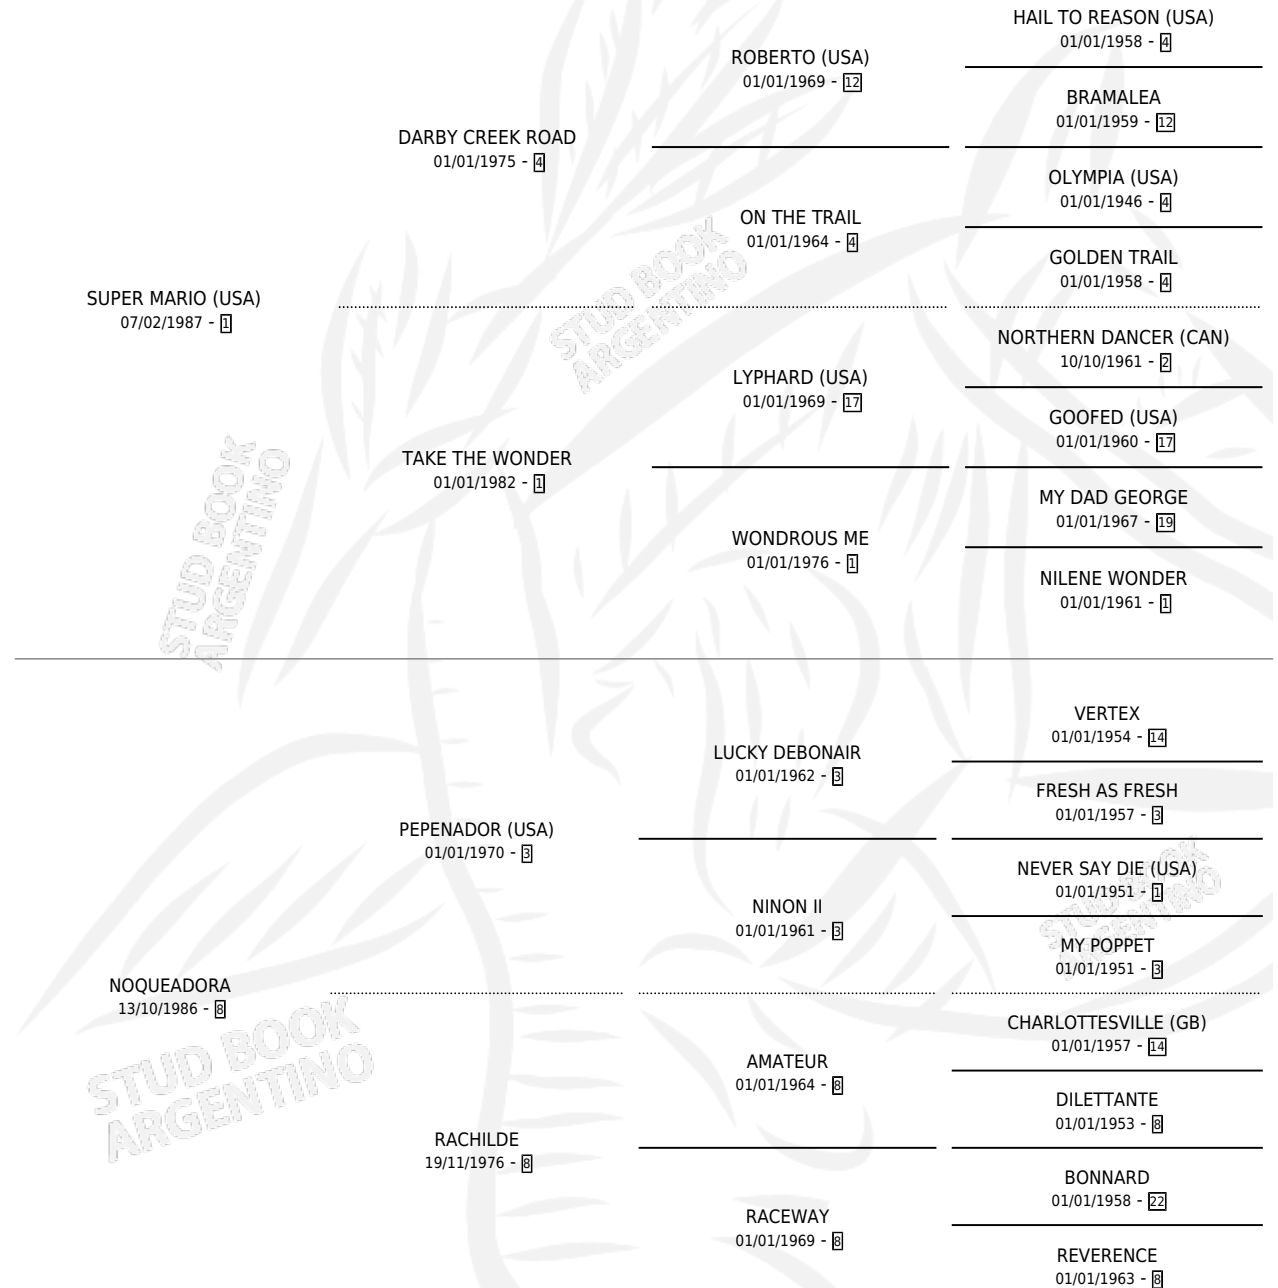 HAIL TO REASON (USA)
01/01/1958 - 4
ROBERTO (USA)
01/01/1969 - 12
BRAMALEA
01/01/1959 - 12
DARBY CREEK ROAD
01/01/1975 - 4
OLYMPIA (USA)
01/01/1946 - 4
ON THE TRAIL
01/01/1964 - 4
GOLDEN TRAIL
01/01/1958 - 4
SUPER MARIO (USA)
07/02/1987 - 1
STUD BOOK
ARGENTINO
NORTHERN DANCER (CAN)
10/10/1961 - 2
LYPHARD (USA)
01/01/1969 - 17
GOOFED (USA)
01/01/1960 - 17
TAKE THE WONDER
01/01/1982 - 1
MY DAD GEORGE
01/01/1967 - 19
WONDROUS ME
01/01/1976 - 1
NILENE WONDER
01/01/1961 - 1
STUD BOOK
ARGENTINO
VERTEX
01/01/1954 - 14
LUCKY DEBONAIR
01/01/1962 - 3
FRESH AS FRESH
01/01/1957 - 3
PEPENADOR (USA)
01/01/1970 - 3
NEVER SAY DIE (USA)
01/01/1951 - 1
NINON II
01/01/1961 - 3
MY POPPET
01/01/1951 - 3
STUD BOOK
ARGENTINO
NOQUEADORA
13/10/1986 - 8
CHARLOTTESVILLE (GB)
01/01/1957 - 14
AMATEUR
01/01/1964 - 8
DILETTANTE
01/01/1953 - 8
STUD BOOK
ARGENTINO
RACHILDE
19/11/1976 - 8
BONNARD
01/01/1958 - 22
RACEWAY
01/01/1969 - 8
REVERENCE
01/01/1963 - 8